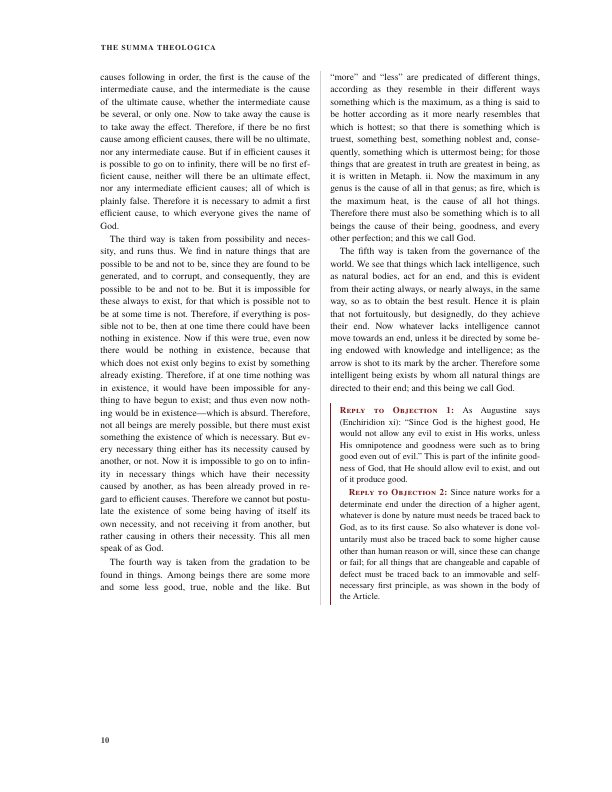 THE SUMMA THEOLOGICA
causes following in order, the first is the cause of the
intermediate cause, and the intermediate is the cause
of the ultimate cause, whether the intermediate cause
be several, or only one. Now to take away the cause is
to take away the effect. Therefore, if there be no first
cause among efficient causes, there will be no ultimate,
nor any intermediate cause. But if in efficient causes it
is possible to go on to infinity, there will be no first ef-
ficient cause, neither will there be an ultimate effect,
nor any intermediate efficient causes; all of which is
plainly false. Therefore it is necessary to admit a first
efficient cause, to which everyone gives the name of
God.
The third way is taken from possibility and neces-
sity, and runs thus. We find in nature things that are
possible to be and not to be, since they are found to be
generated, and to corrupt, and consequently, they are
possible to be and not to be. But it is impossible for
these always to exist, for that which is possible not to
be at some time is not. Therefore, if everything is pos-
sible not to be, then at one time there could have been
nothing in existence. Now if this were true, even now
there would be nothing in existence, because that
which does not exist only begins to exist by something
already existing. Therefore, if at one time nothing was
in existence, it would have been impossible for any-
thing to have begun to exist; and thus even now noth-
ing would be in existence—which is absurd. Therefore,
not all beings are merely possible, but there must exist
something the existence of which is necessary. But ev-
ery necessary thing either has its necessity caused by
another, or not. Now it is impossible to go on to infin-
ity in necessary things which have their necessity
caused by another, as has been already proved in re-
gard to efficient causes. Therefore we cannot but postu-
late the existence of some being having of itself its
own necessity, and not receiving it from another, but
rather causing in others their necessity. This all men
speak of as God.
The fourth way is taken from the gradation to be
found in things. Among beings there are some more
and some less good, true, noble and the like. But
“more” and “less” are predicated of different things,
according as they resemble in their different ways
something which is the maximum, as a thing is said to
be hotter according as it more nearly resembles that
which is hottest; so that there is something which is
truest, something best, something noblest and, conse-
quently, something which is uttermost being; for those
things that are greatest in truth are greatest in being, as
it is written in Metaph. ii. Now the maximum in any
genus is the cause of all in that genus; as fire, which is
the maximum heat, is the cause of all hot things.
Therefore there must also be something which is to all
beings the cause of their being, goodness, and every
other perfection; and this we call God.
The fifth way is taken from the governance of the
world. We see that things which lack intelligence, such
as natural bodies, act for an end, and this is evident
from their acting always, or nearly always, in the same
way, so as to obtain the best result. Hence it is plain
that not fortuitously, but designedly, do they achieve
their end. Now whatever lacks intelligence cannot
move towards an end, unless it be directed by some be-
ing endowed with knowledge and intelligence; as the
arrow is shot to its mark by the archer. Therefore some
intelligent being exists by whom all natural things are
directed to their end; and this being we call God.
Reply to Objection 1: As Augustine says
(Enchiridion xi): “Since God is the highest good, He
would not allow any evil to exist in His works, unless
His omnipotence and goodness were such as to bring
good even out of evil.” This is part of the infinite good-
ness of God, that He should allow evil to exist, and out
of it produce good.
Reply to Objection 2: Since nature works for a
determinate end under the direction of a higher agent,
whatever is done by nature must needs be traced back to
God, as to its first cause. So also whatever is done vol-
untarily must also be traced back to some higher cause
other than human reason or will, since these can change
or fail; for all things that are changeable and capable of
defect must be traced back to an immovable and self-
necessary first principle, as was shown in the body of
the Article.
10